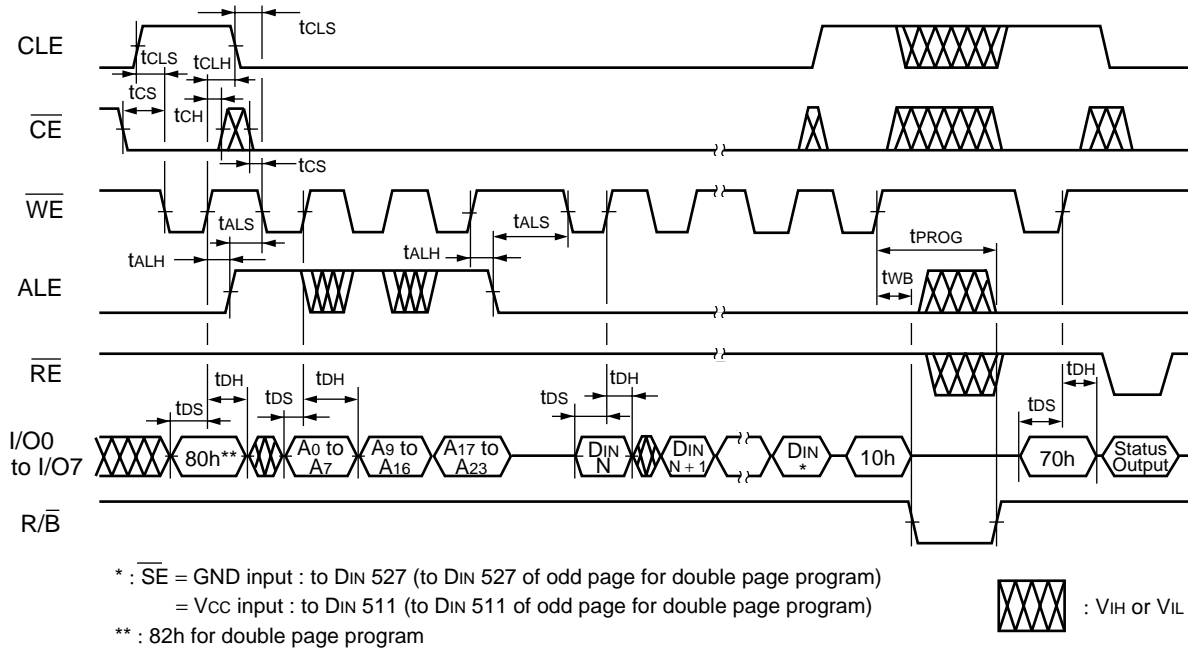 tCLS
CLE
tCLS
tCLH
tCS
tCH
CE
tCS
WE
tALS
tALS
tPROG
tALH
tALH
tWB
ALE
RE
tDH
tDH
tDH
tDH
tDS
tDS
tDS
tDS
I/O0
to I/O7
80h**
A0 to
A7
A9 to
A16
A17 to
A23
DIN
N
DIN
N + 1
DIN
*
10h
70h
Status
Output
R/B
* : SE = GND input : to DIN 527 (to DIN 527 of odd page for double page program)
= VCC input : to DIN 511 (to DIN 511 of odd page for double page program)
: VIH or VIL
** : 82h for double page program